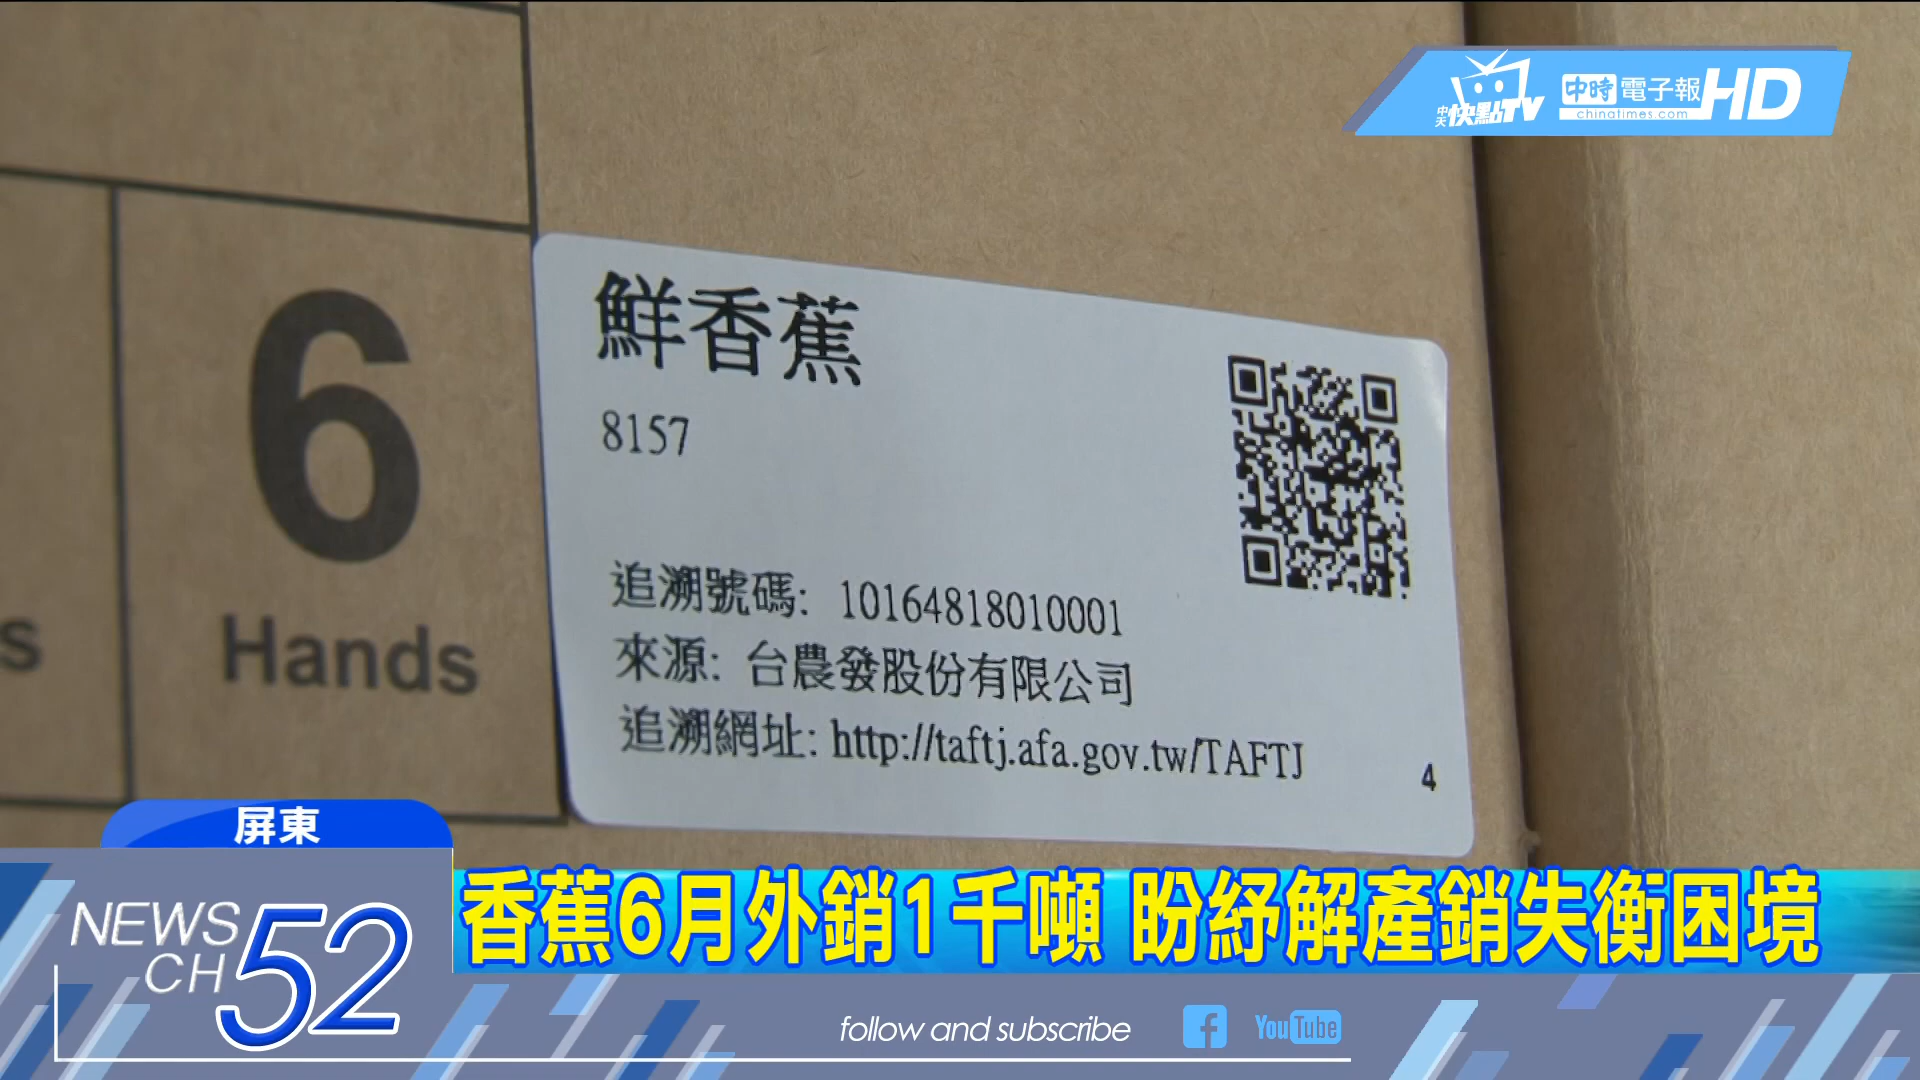 中天快點TV 中時電子報 HD
chinatimes.com
鮮香蕉
8157
6
Hands
s
追溯號碼: 10164818010001
來源: 台農發股份有限公司
追溯網址: http://taftj.afa.gov.tw/TAFTJ
4
屏東
香蕉6月外銷1千噸 盼紓解產銷失衡困境
NEWS
CH 52
follow and subscribe
f
YouTube